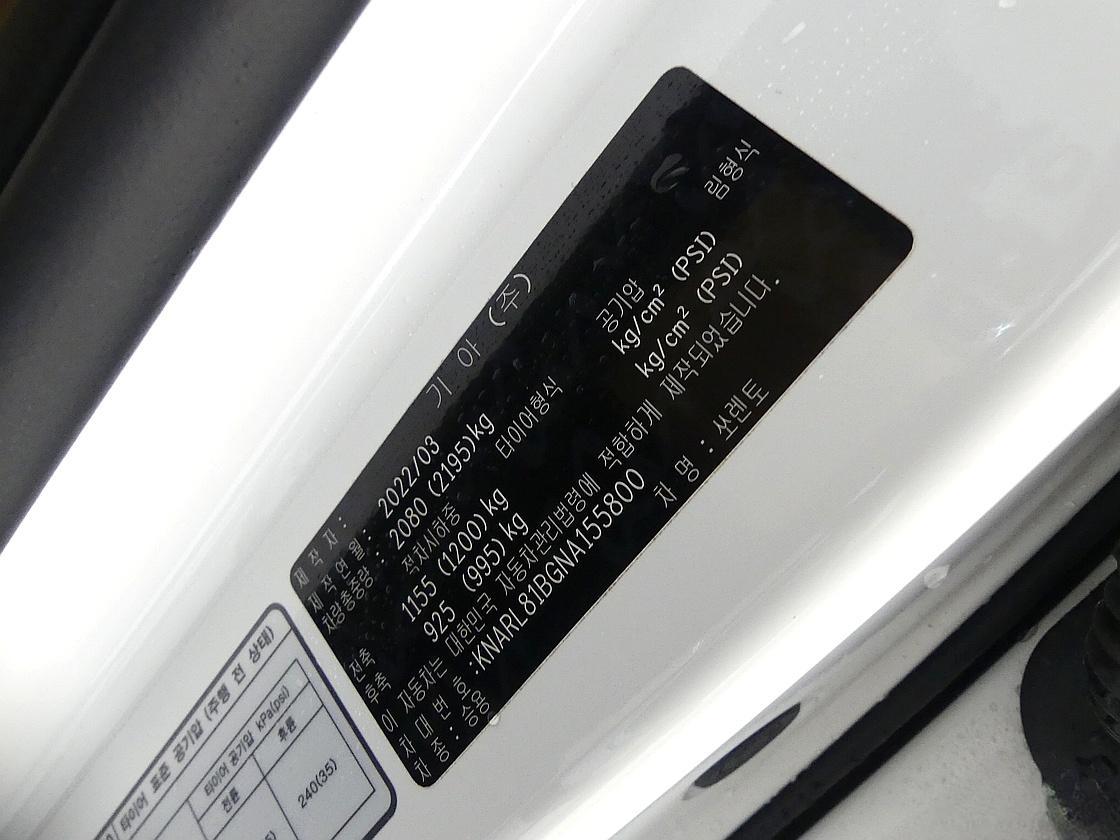 제 작 자 : 기 아 (주)
제 작 연 월 : 2022/03
차량총중량 : 2080 (2195)kg
적차시하중 타이어형식 공기압 림형식
전축 1155 (1200)kg kg/cm² (PSI)
후축 925 (995)kg kg/cm² (PSI)
이 자동차는 대한민국 자동차관리법령에 적합하게 제작되었습니다.
차 대 번 호 :KNARL81BGNA155800
차 종 : 승용 차 명 : 쏘렌토
타이어 표준 공기압 (주행 전 상태)
타이어 공기압 kPa(psi)
전륜 후륜
240(35)